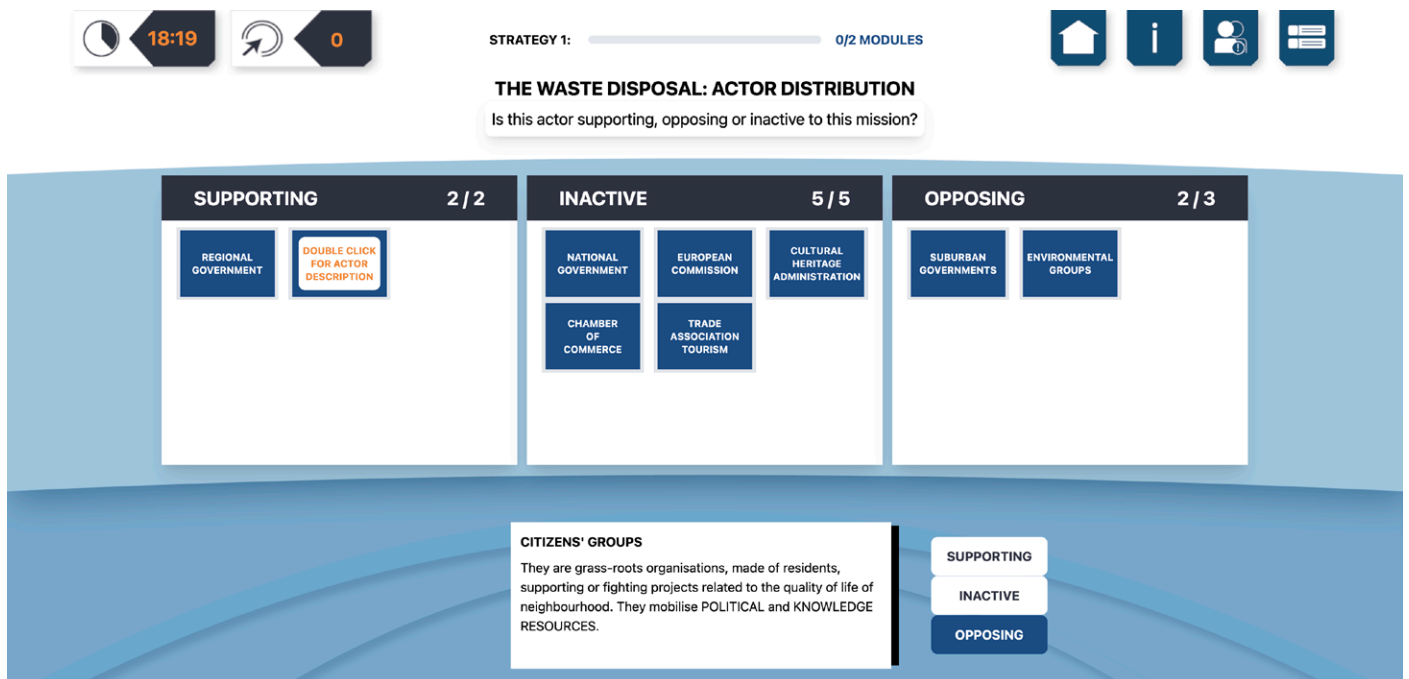 18:19
0
STRATEGY 1:
0/2 MODULES
i
THE WASTE DISPOSAL: ACTOR DISTRIBUTION
Is this actor supporting, opposing or inactive to this mission?
SUPPORTING 2 / 2
INACTIVE 5 / 5
OPPOSING 2 / 3
REGIONAL
GOVERNMENT
DOUBLE CLICK
FOR ACTOR
DESCRIPTION
NATIONAL
GOVERNMENT
EUROPEAN
COMMISSION
CULTURAL
HERITAGE
ADMINISTRATION
CHAMBER
OF
COMMERCE
TRADE
ASSOCIATION
TOURISM
SUBURBAN
GOVERNMENTS
ENVIRONMENTAL
GROUPS
CITIZENS' GROUPS
They are grass-roots organisations, made of residents,
supporting or fighting projects related to the quality of life of
neighbourhood. They mobilise POLITICAL and KNOWLEDGE
RESOURCES.
SUPPORTING
INACTIVE
OPPOSING